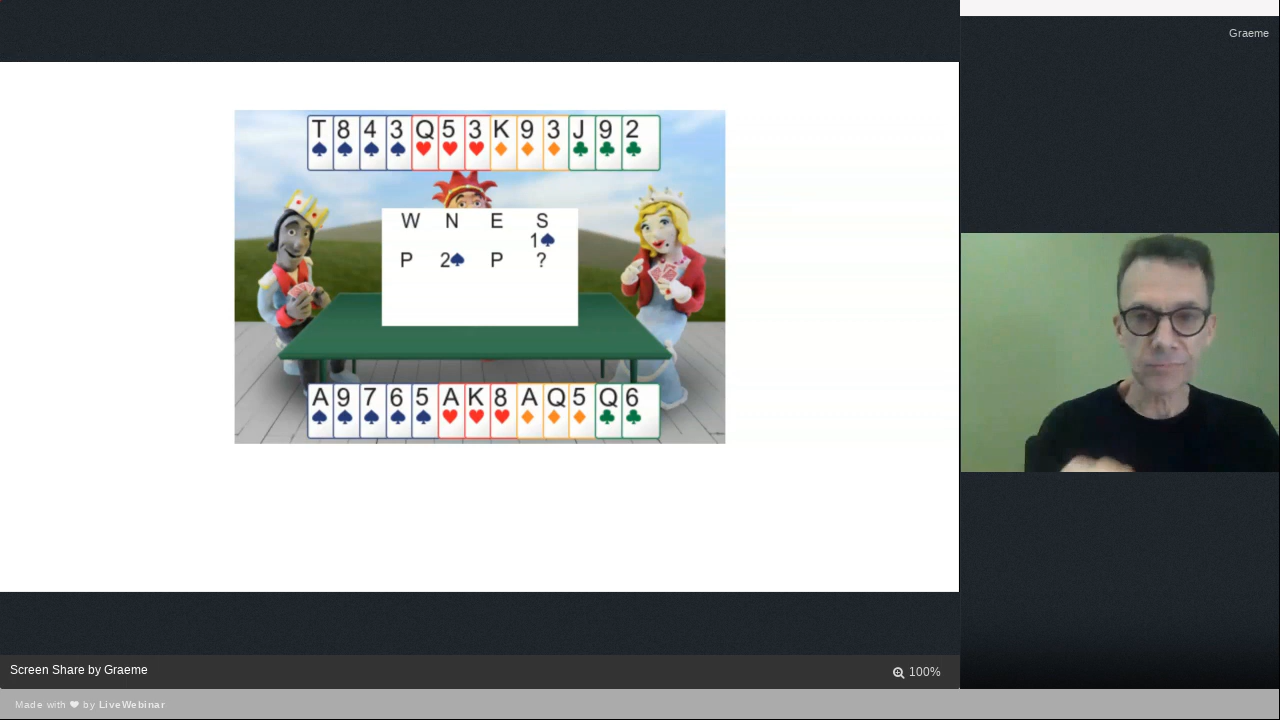 Graeme
T 8 4 3 Q 5 3 K 9 3 J 9 2
W N E S
1♠
P 2♠ P ?
A 9 7 6 5 A K 8 A Q 5 Q 6
Screen Share by Graeme
100%
Made with ♥ by LiveWebinar